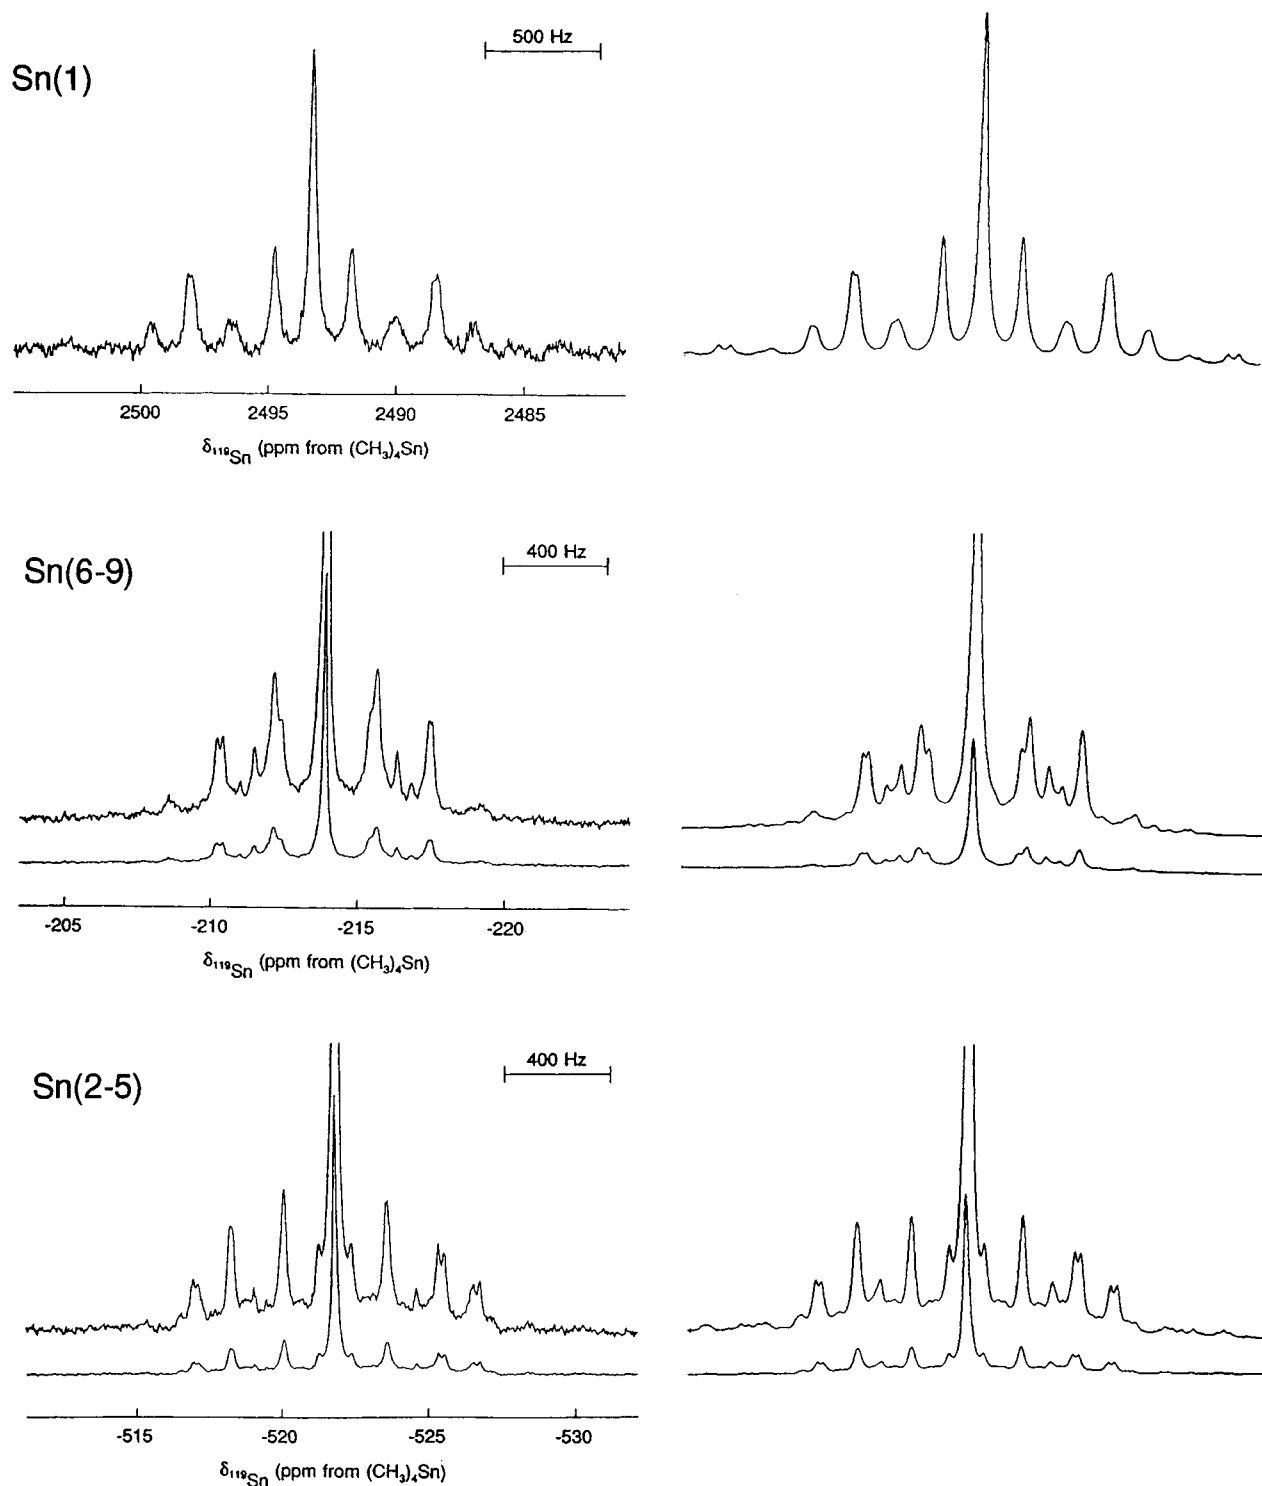 500 Hz
Sn(1)
2500 2495 2490 2485
δ₁₁₉Sn (ppm from (CH₃)₄Sn)
400 Hz
Sn(6-9)
-205 -210 -215 -220
δ₁₁₉Sn (ppm from (CH₃)₄Sn)
400 Hz
Sn(2-5)
-515 -520 -525 -530
δ₁₁₉Sn (ppm from (CH₃)₄Sn)